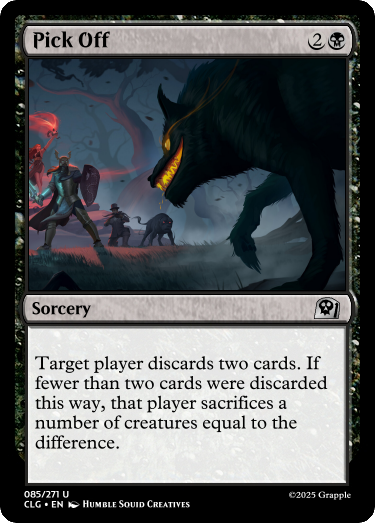 Pick Off 2
Sorcery
Target player discards two cards. If
fewer than two cards were discarded
this way, that player sacrifices a
number of creatures equal to the
difference.
085/271 U
CLG • EN Humble Squid Creatives
©2025 Grapple